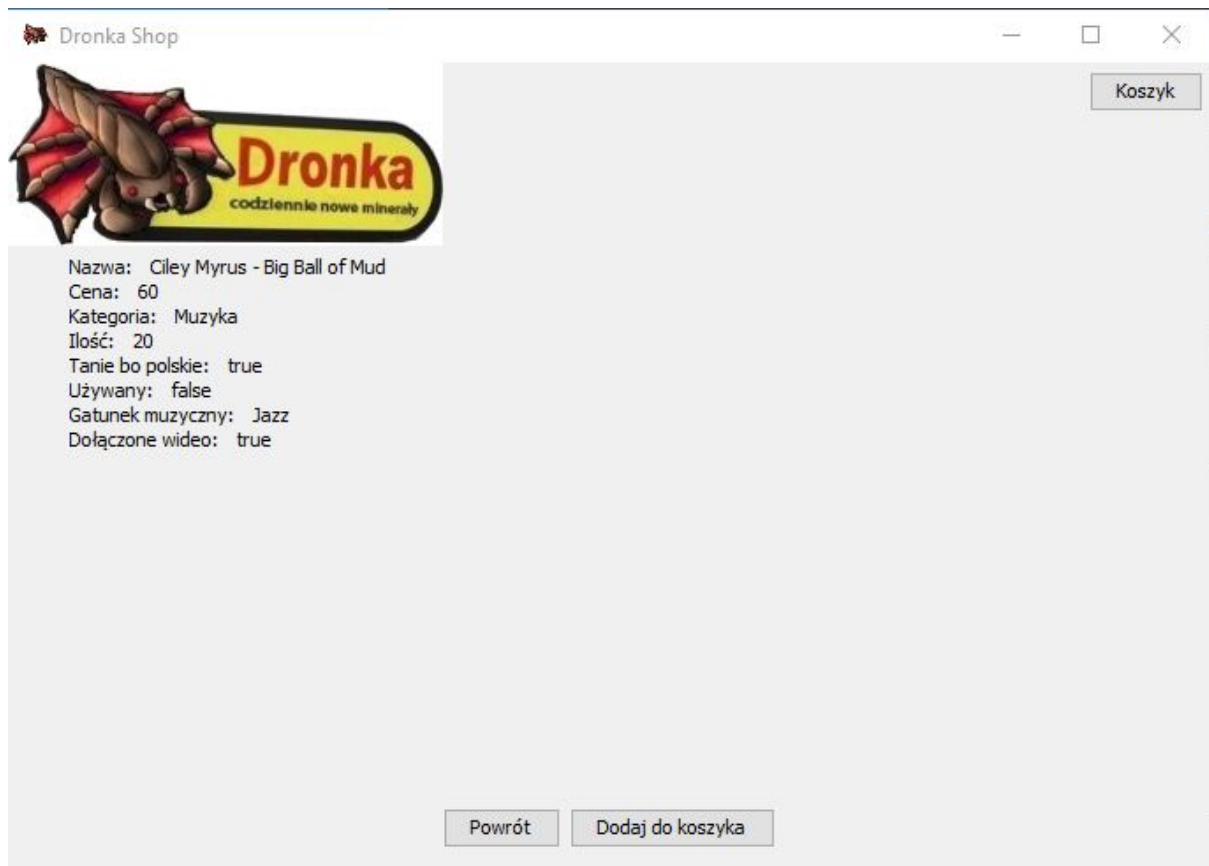 Dronka Shop
Koszyk
Dronka
codziennie nowe minerały
Nazwa: Ciley Myrus - Big Ball of Mud
Cena: 60
Kategoria: Muzyka
Ilość: 20
Tanie bo polskie: true
Używany: false
Gatunek muzyczny: Jazz
Dołączone wideo: true
Powrót Dodaj do koszyka